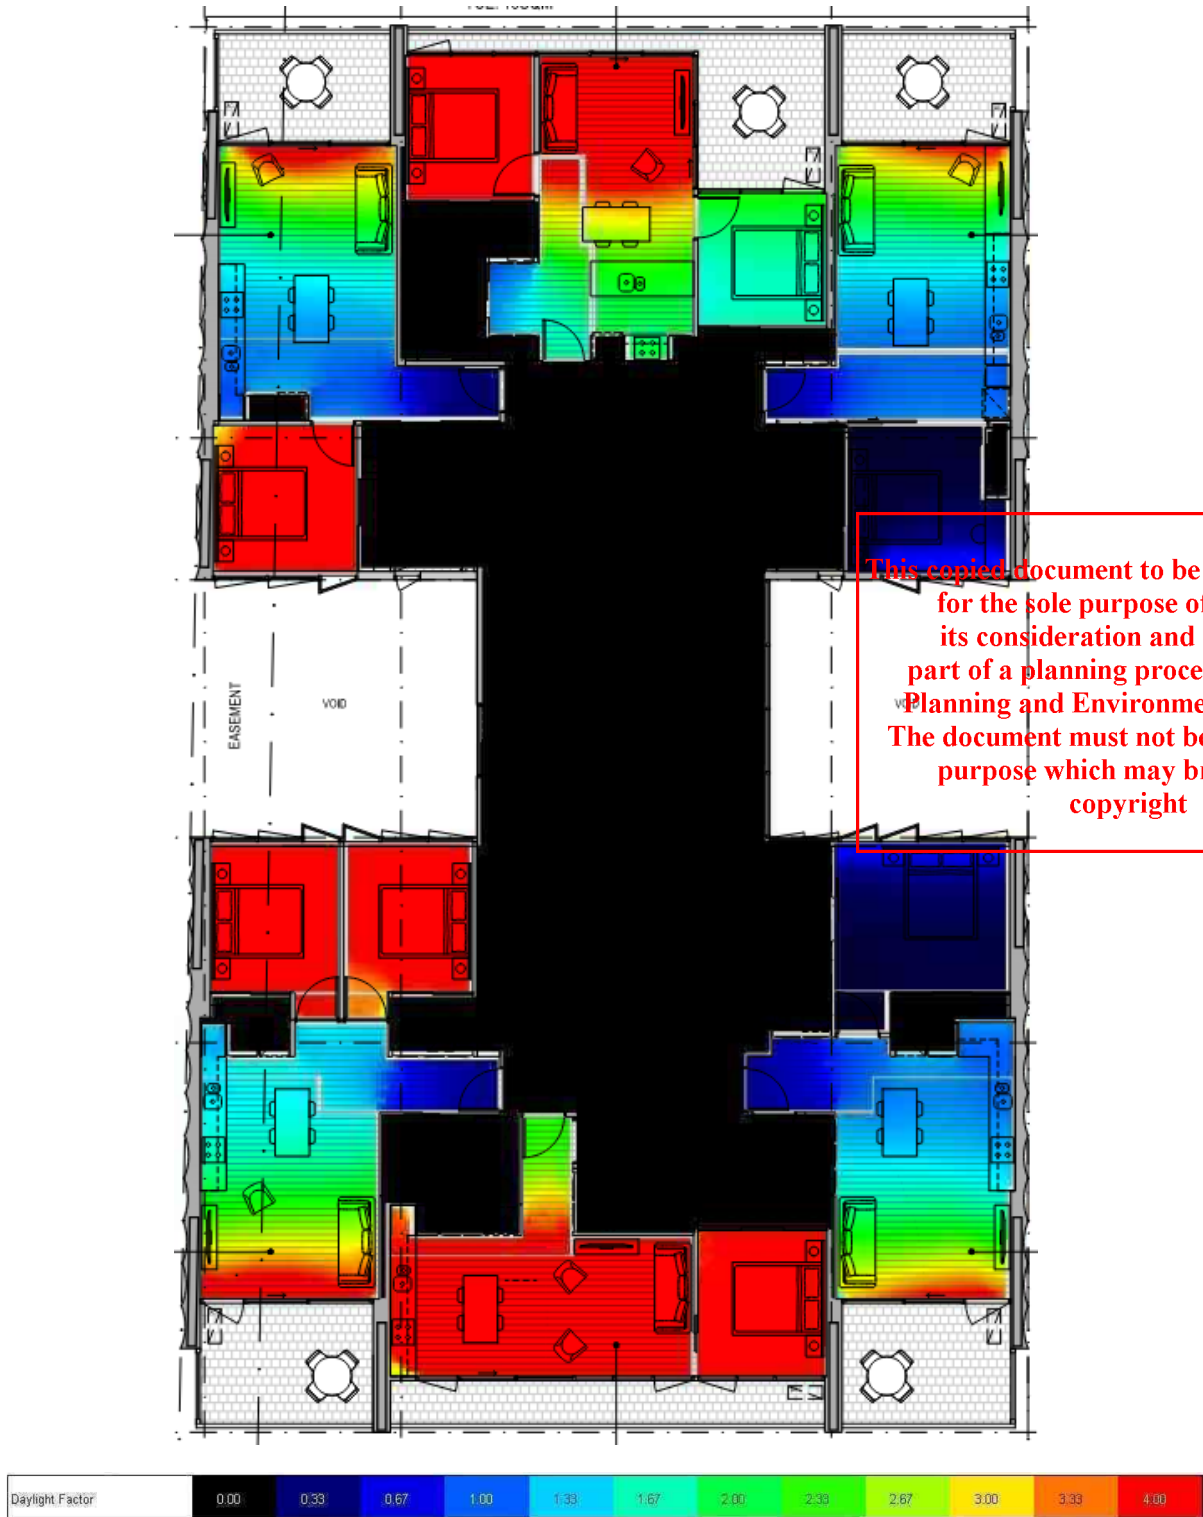 EASEMENT
VOID
VOID
This copied document to be
for the sole purpose of
its consideration and
part of a planning proce
Planning and Environme
The document must not be
purpose which may br
copyright
Daylight Factor 0.00 0.33 0.67 1.00 1.33 1.67 2.00 2.33 2.67 3.00 3.33 4.00